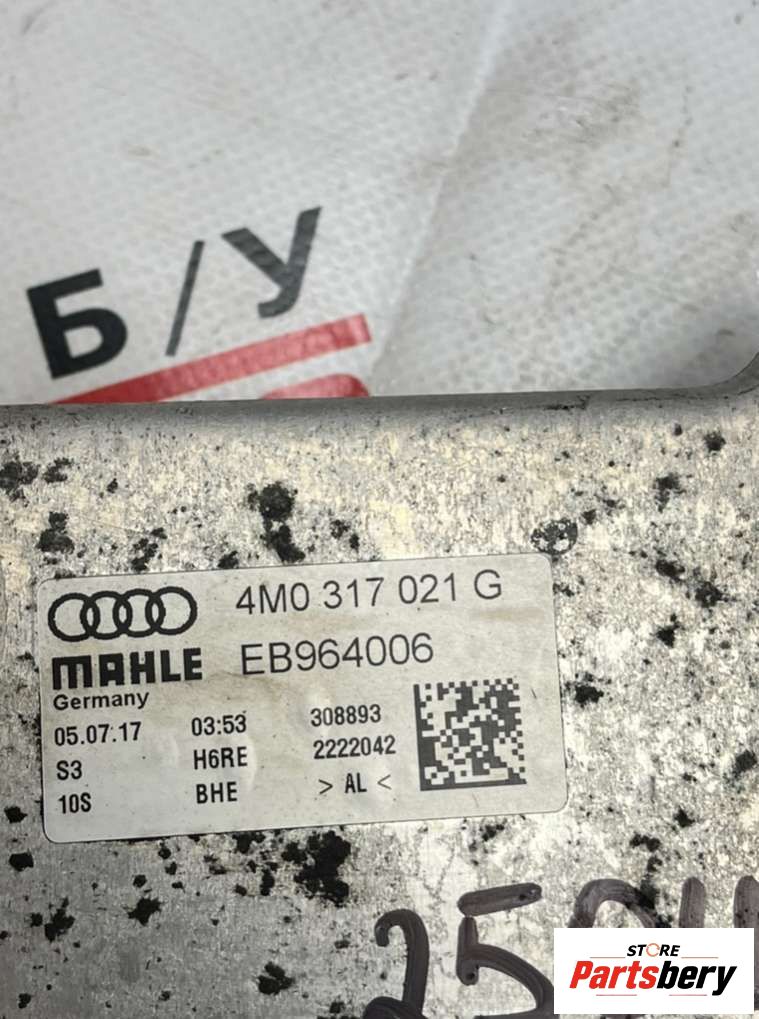 Б/У
4M0 317 021 G
MAHLE EB964006
Germany
05.07.17 03:53 308893
S3 H6RE 2222042
10S BHE > AL <
STORE
Partsbery